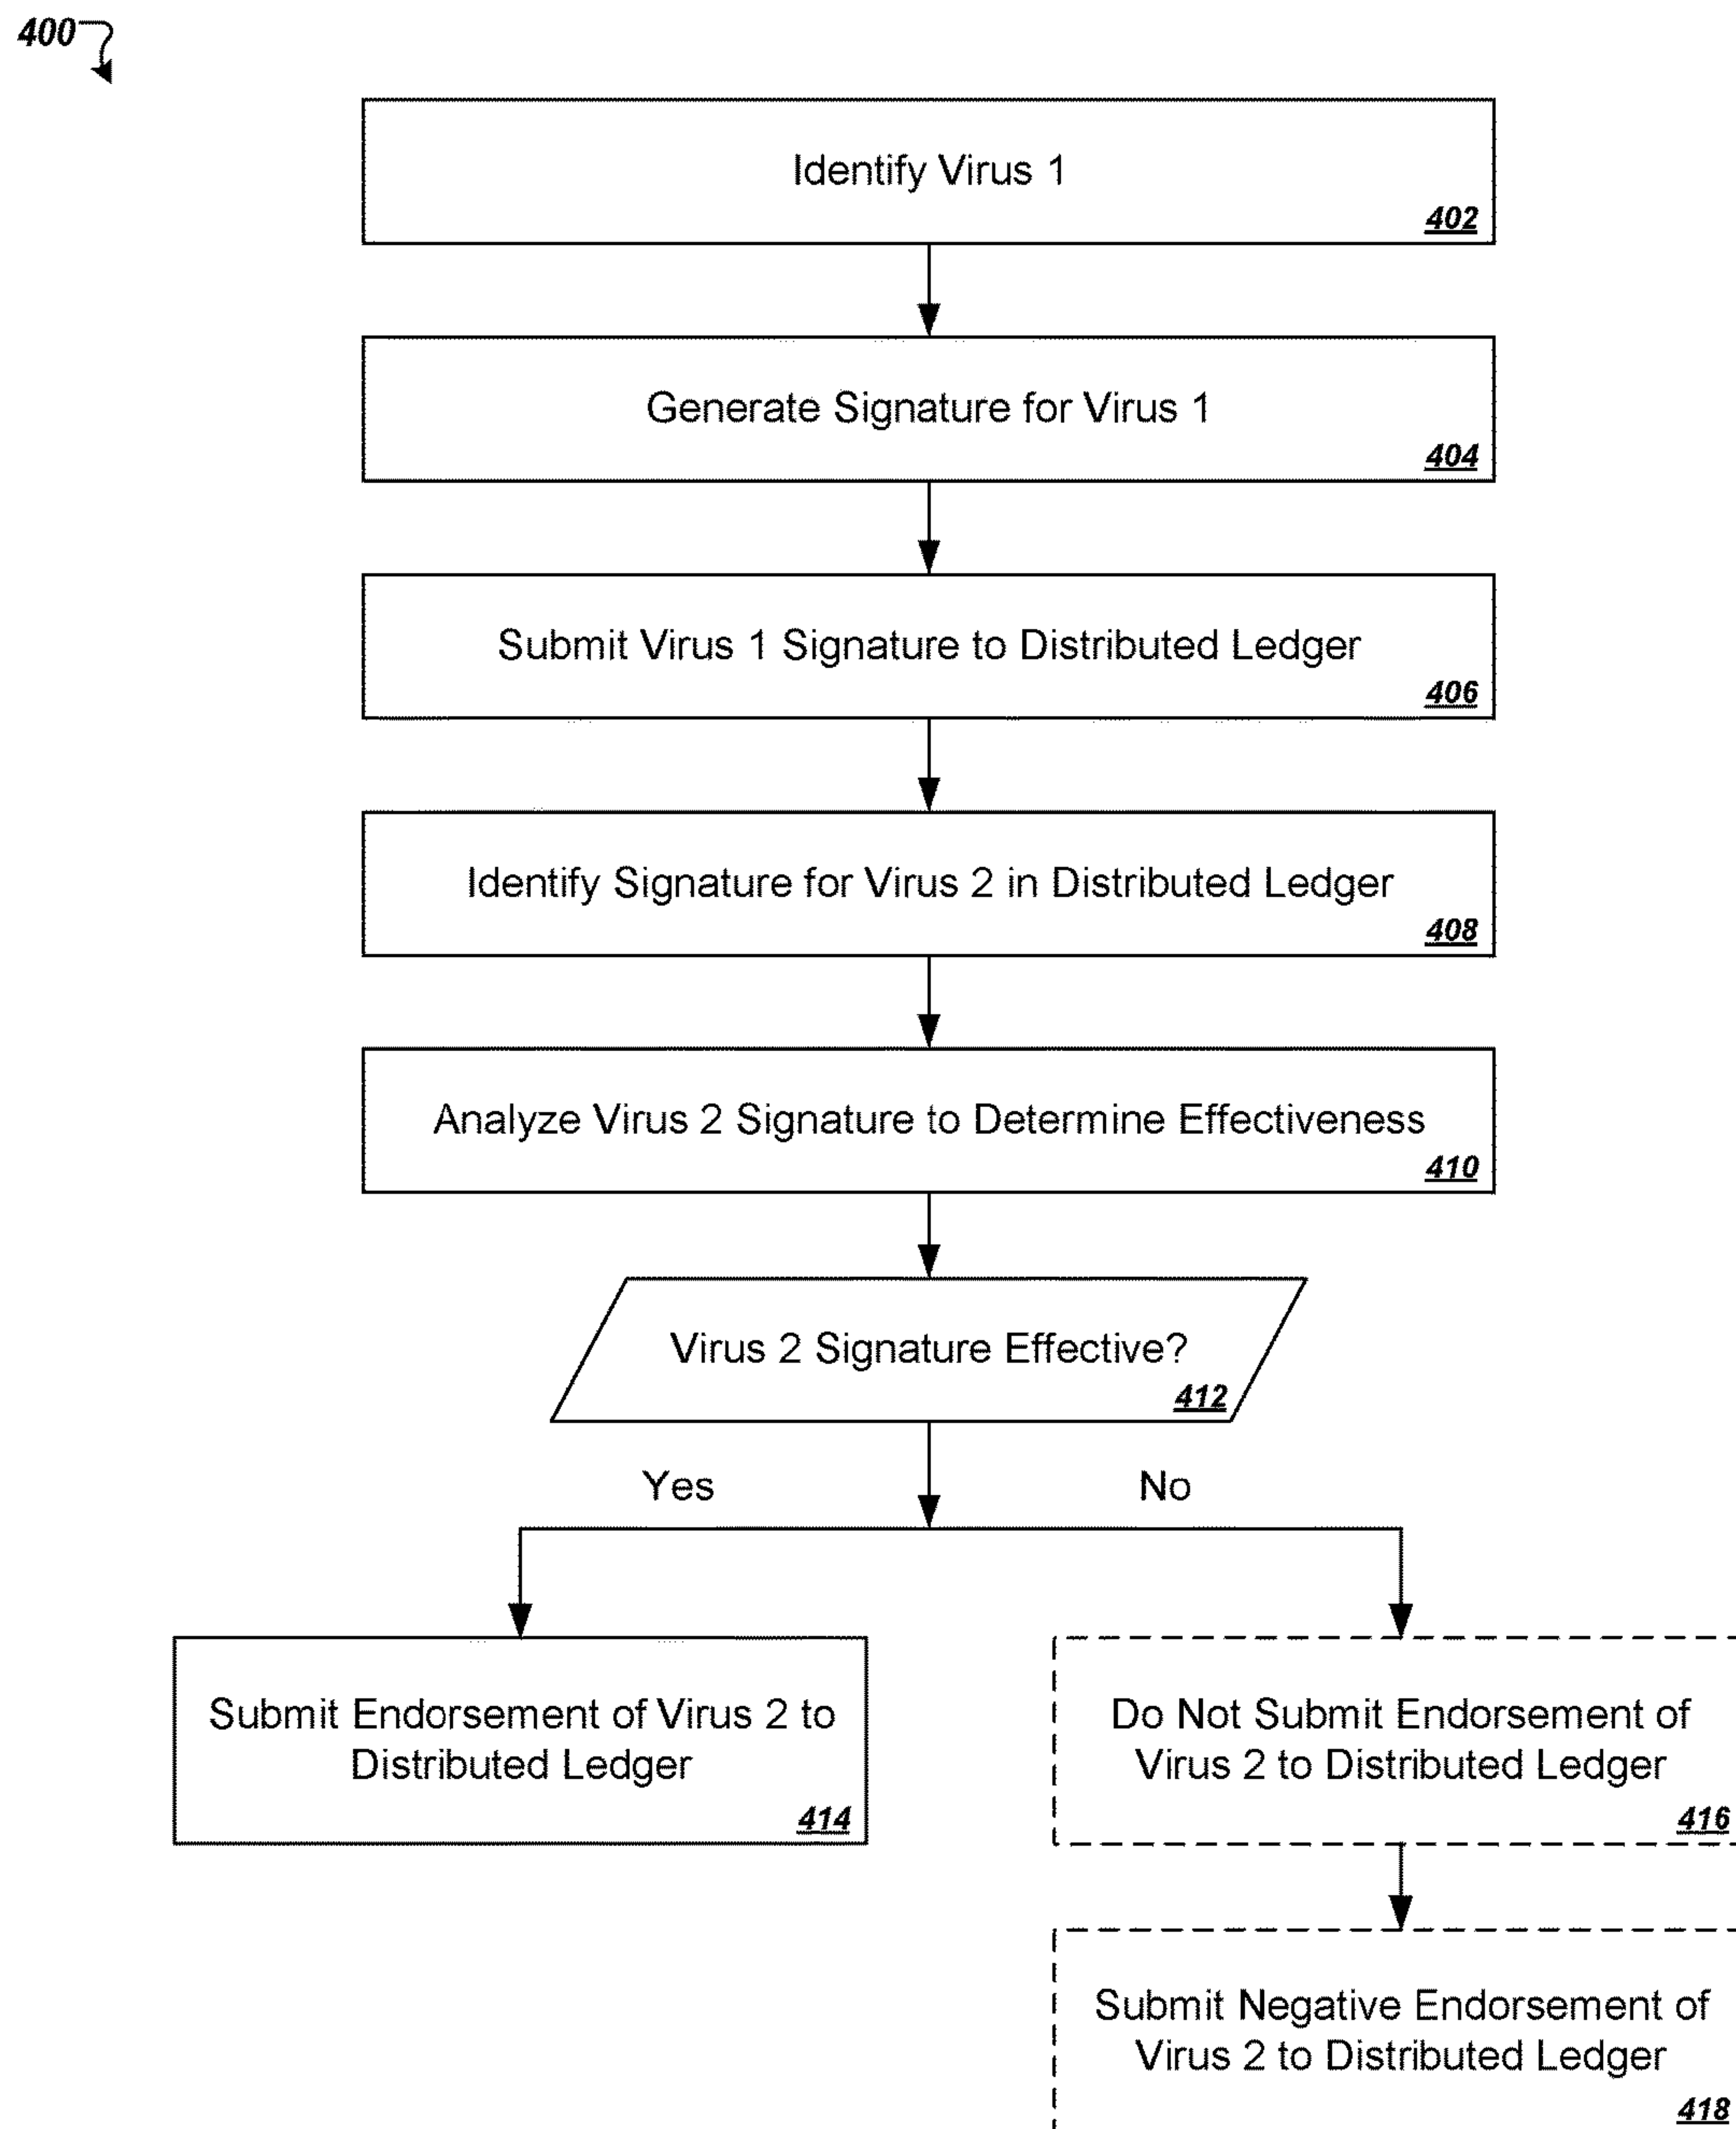 400
Identify Virus 1
402
Generate Signature for Virus 1
404
Submit Virus 1 Signature to Distributed Ledger
406
Identify Signature for Virus 2 in Distributed Ledger
408
Analyze Virus 2 Signature to Determine Effectiveness
410
Virus 2 Signature Effective?
412
Yes
No
Submit Endorsement of Virus 2 to
Distributed Ledger
414
Do Not Submit Endorsement of
Virus 2 to Distributed Ledger
416
Submit Negative Endorsement of
Virus 2 to Distributed Ledger
418